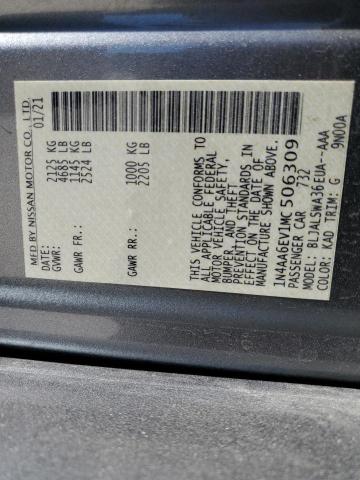 MFD BY NISSAN MOTOR CO., LTD.
DATE: 01/21
GVWR: 2125 KG
4685 LB
GAWR FR.: 1145 KG
2524 LB
GAWR RR.: 1000 KG
2205 LB
THIS VEHICLE CONFORMS TO
ALL APPLICABLE FEDERAL
MOTOR VEHICLE SAFETY,
BUMPER, AND THEFT
PREVENTION STANDARDS IN
EFFECT ON THE DATE OF
MANUFACTURE SHOWN ABOVE.
1N4AA6EV1MC506309
PASSENGER CAR 732
MODEL: BLJALSWA36EUA--AAA
COLOR: KAD TRIM: G 9N00A